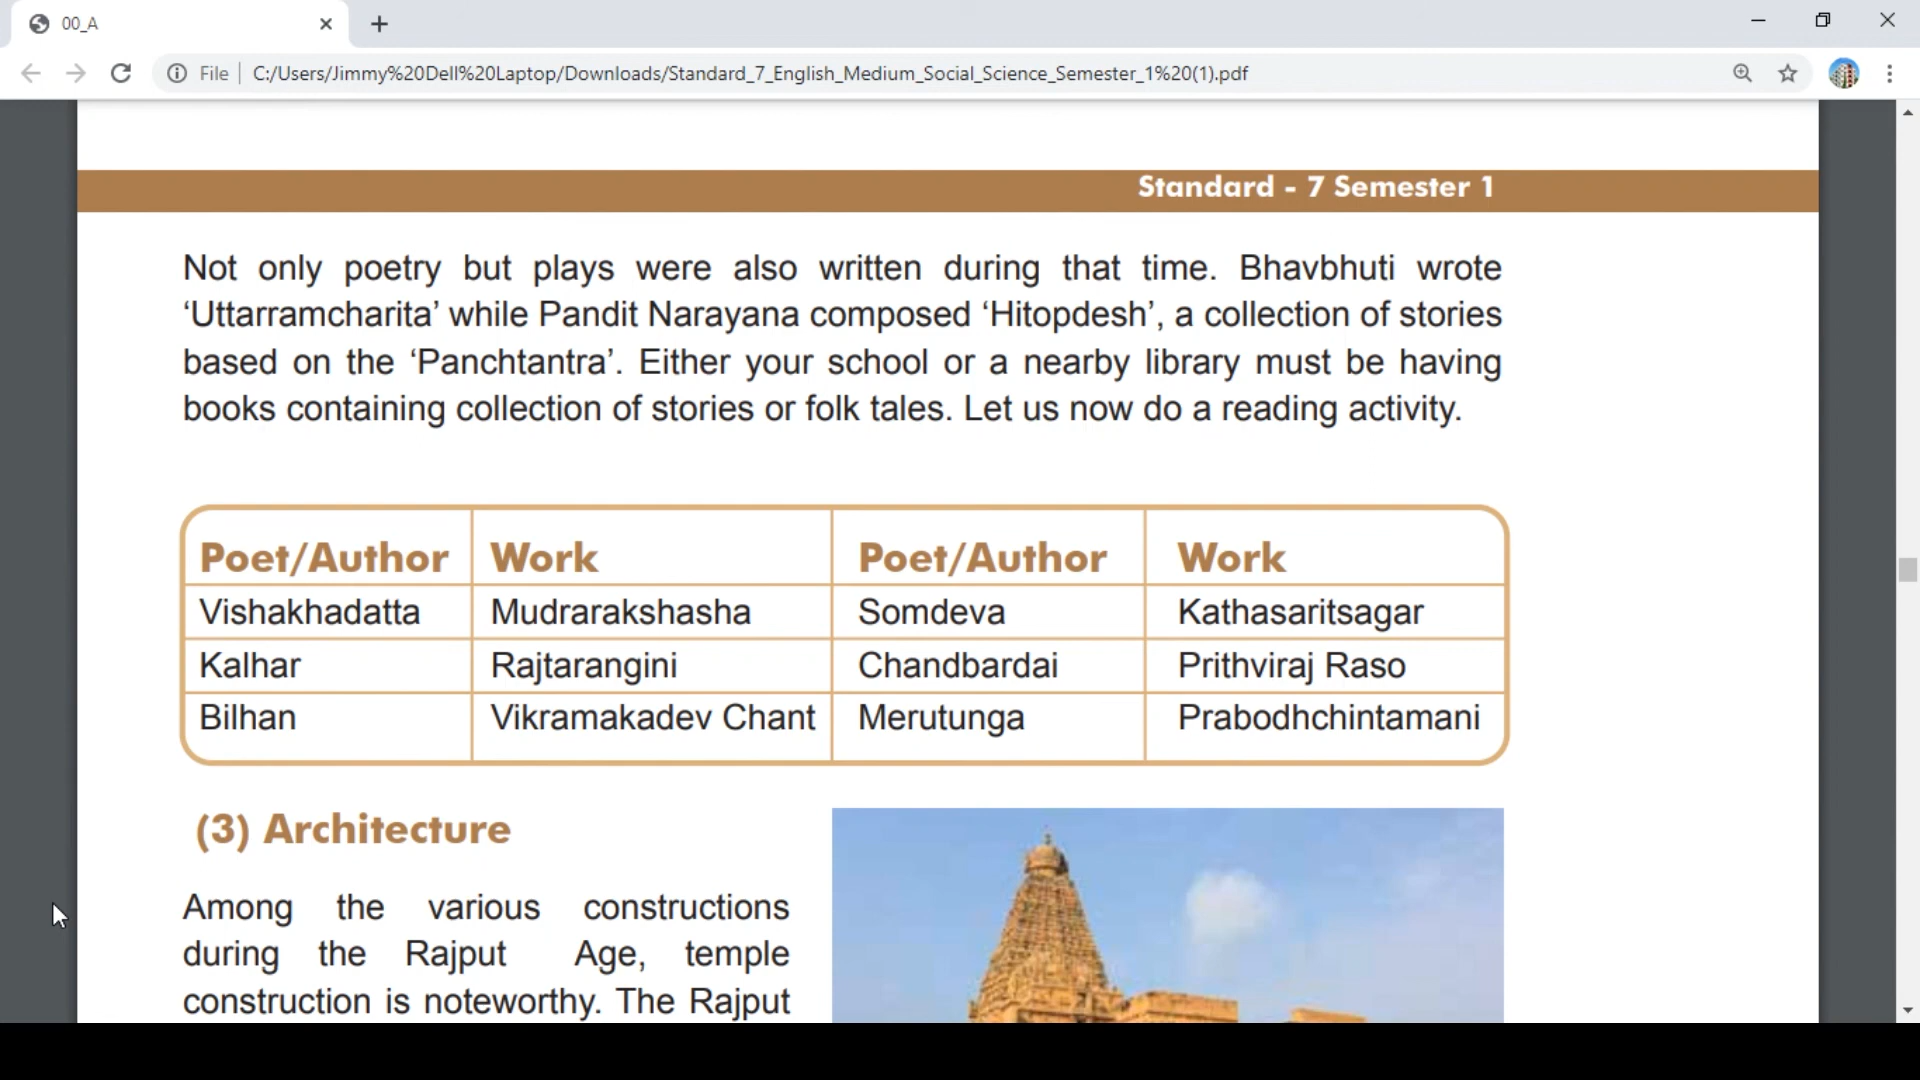 00_A
File C:/Users/Jimmy%20Dell%20Laptop/Downloads/Standard_7_English_Medium_Social_Science_Semester_1%20(1).pdf
Standard - 7 Semester 1
Not only poetry but plays were also written during that time. Bhavbhuti wrote
‘Uttarramcharita’ while Pandit Narayana composed ‘Hitopdesh’, a collection of stories
based on the ‘Panchtantra’. Either your school or a nearby library must be having
books containing collection of stories or folk tales. Let us now do a reading activity.
Poet/Author Work Poet/Author Work
Vishakhadatta Mudrarakshasha Somdeva Kathasaritsagar
Kalhar Rajtarangini Chandbardai Prithviraj Raso
Bilhan Vikramakadev Chant Merutunga Prabodhchintamani
(3) Architecture
Among the various constructions
during the Rajput Age, temple
construction is noteworthy. The Rajput